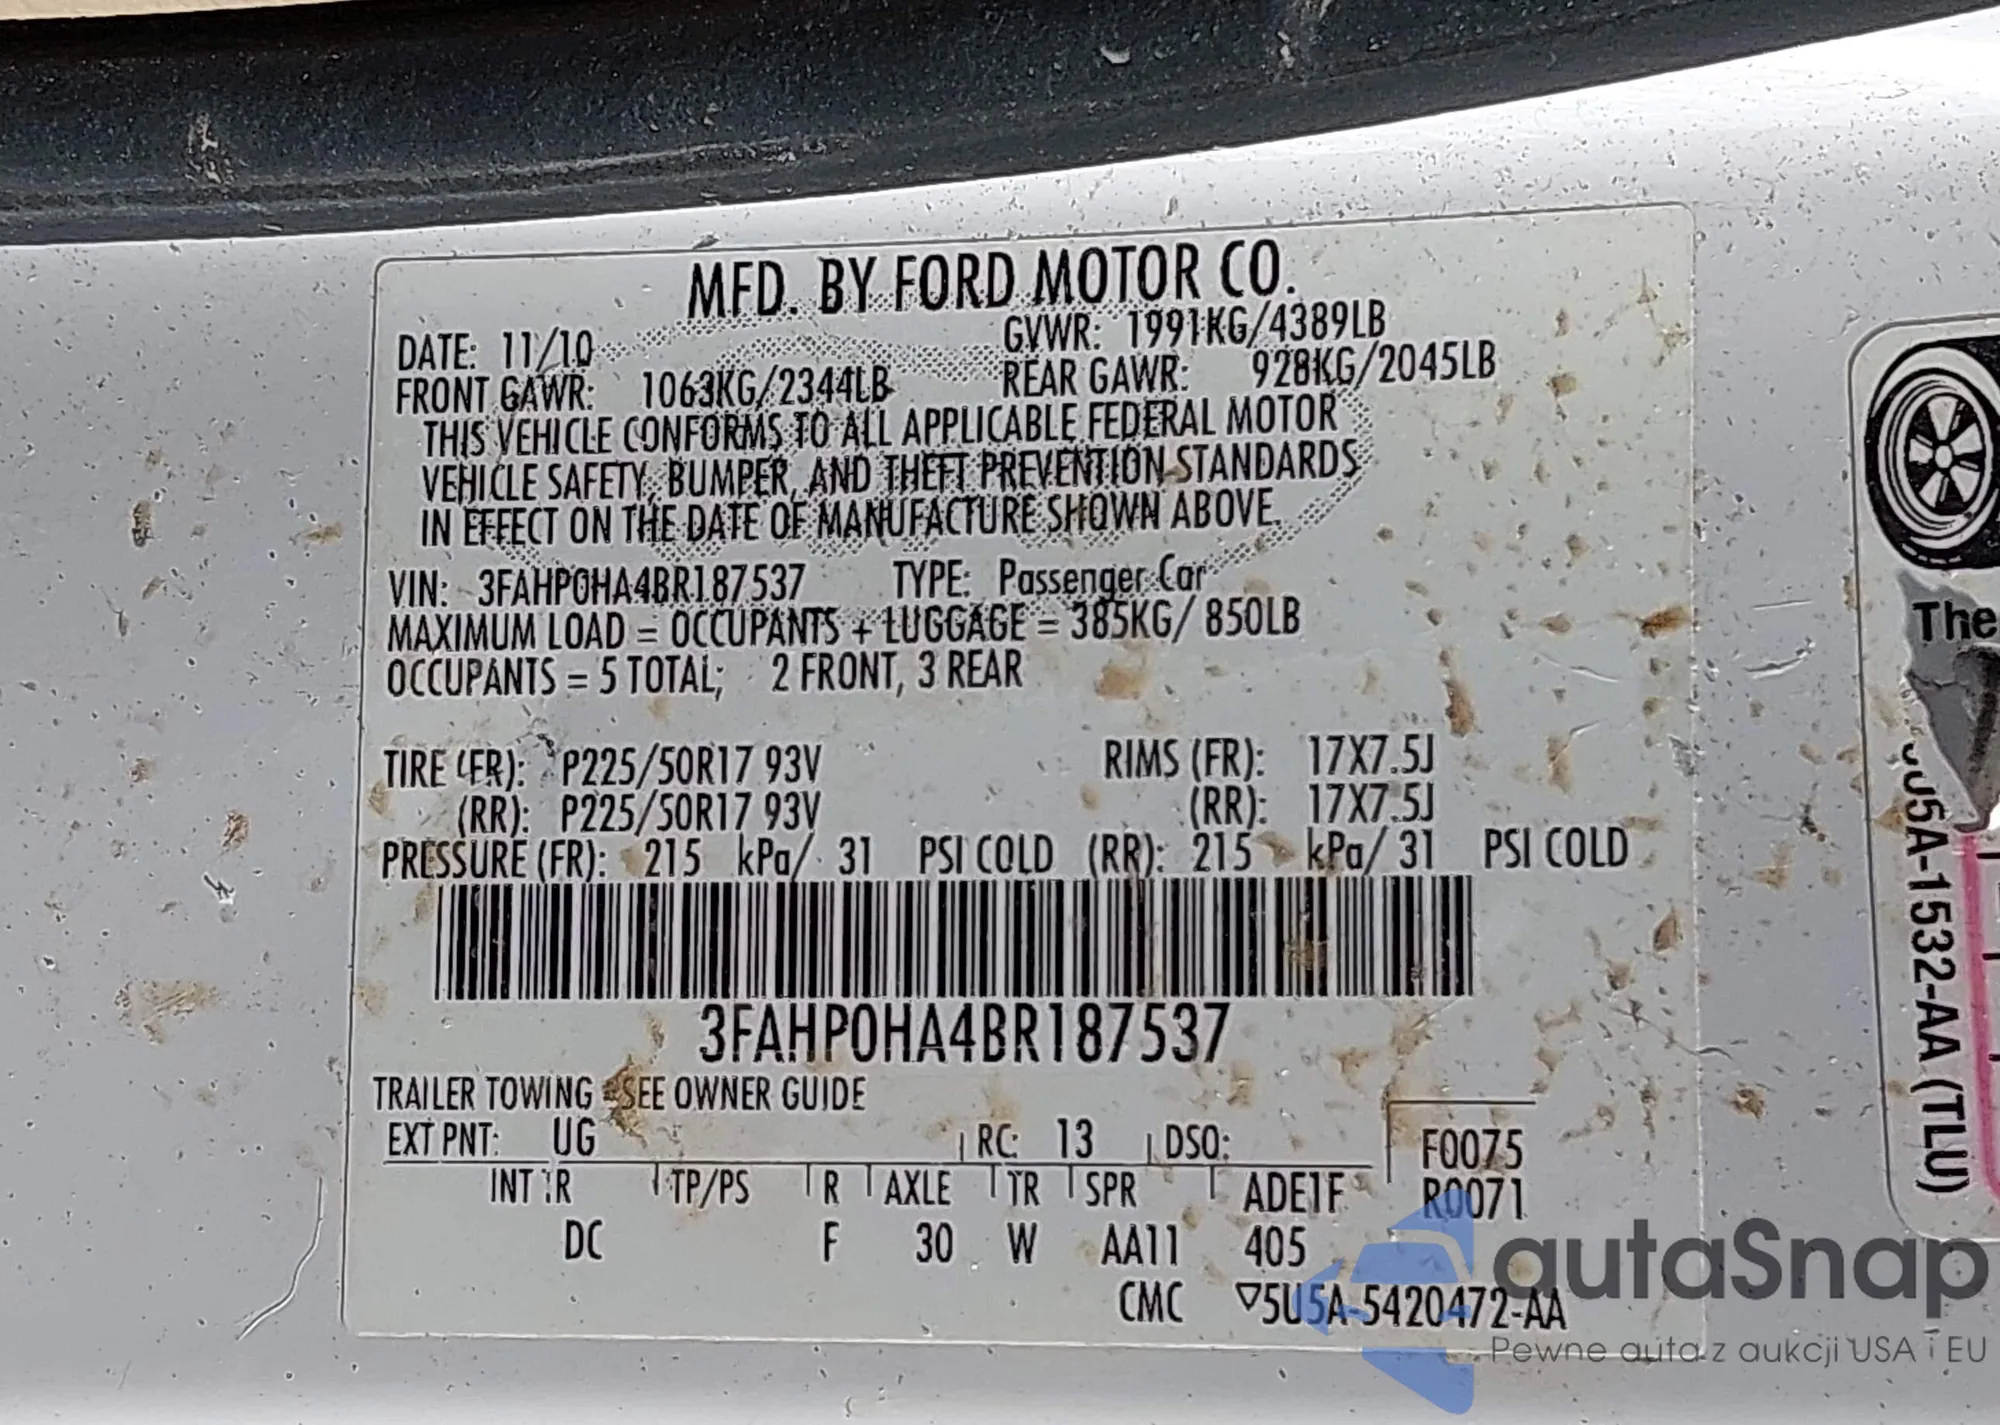 MFD. BY FORD MOTOR CO.
DATE: 11/10 GVWR: 1991KG/4389LB
FRONT GAWR: 1063KG/2344LB REAR GAWR: 928KG/2045LB
THIS VEHICLE CONFORMS TO ALL APPLICABLE FEDERAL MOTOR
VEHICLE SAFETY, BUMPER, AND THEFT PREVENTION STANDARDS
IN EFFECT ON THE DATE OF MANUFACTURE SHOWN ABOVE.
VIN: 3FAHP0HA4BR187537 TYPE: Passenger Car
MAXIMUM LOAD = OCCUPANTS + LUGGAGE = 385KG/ 850LB
OCCUPANTS = 5 TOTAL; 2 FRONT, 3 REAR
TIRE (FR): P225/50R17 93V RIMS (FR): 17X7.5J
(RR): P225/50R17 93V (RR): 17X7.5J
PRESSURE (FR): 215 kPa/ 31 PSI COLD (RR): 215 kPa/ 31 PSI COLD
3FAHP0HA4BR187537
TRAILER TOWING - SEE OWNER GUIDE
EXT PNT: UG RC: 13 DSO: F0075
INT TR TP/PS R AXLE TR SPR ADE1F R0071
DC F 30 W AA11 405
CMC ▽5U5A-5420472-AA
The
5A-1532-AA (TLU)
autaSnap
Pewne auta z aukcji USA i EU